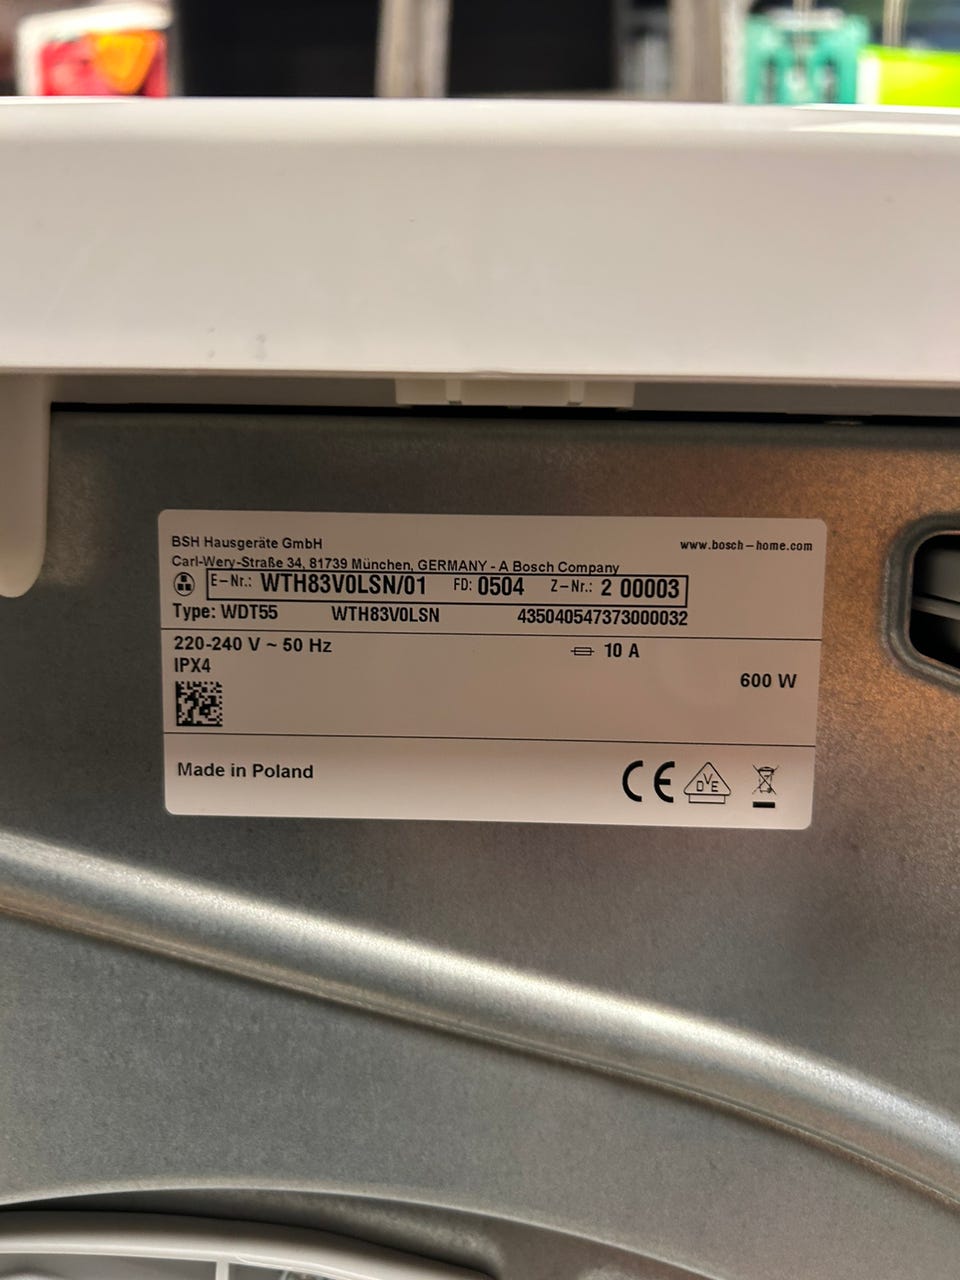 BSH Hausgeräte GmbH
www.bosch-home.com
Carl-Wery-Straße 34, 81739 München, GERMANY - A Bosch Company
E-Nr.: WTH83V0LSN/01 FD: 0504 Z-Nr.: 2 00003
Type: WDT55 WTH83V0LSN 435040547373000032
220-240 V ~ 50 Hz 10 A
IPX4
600 W
Made in Poland
CE DVE